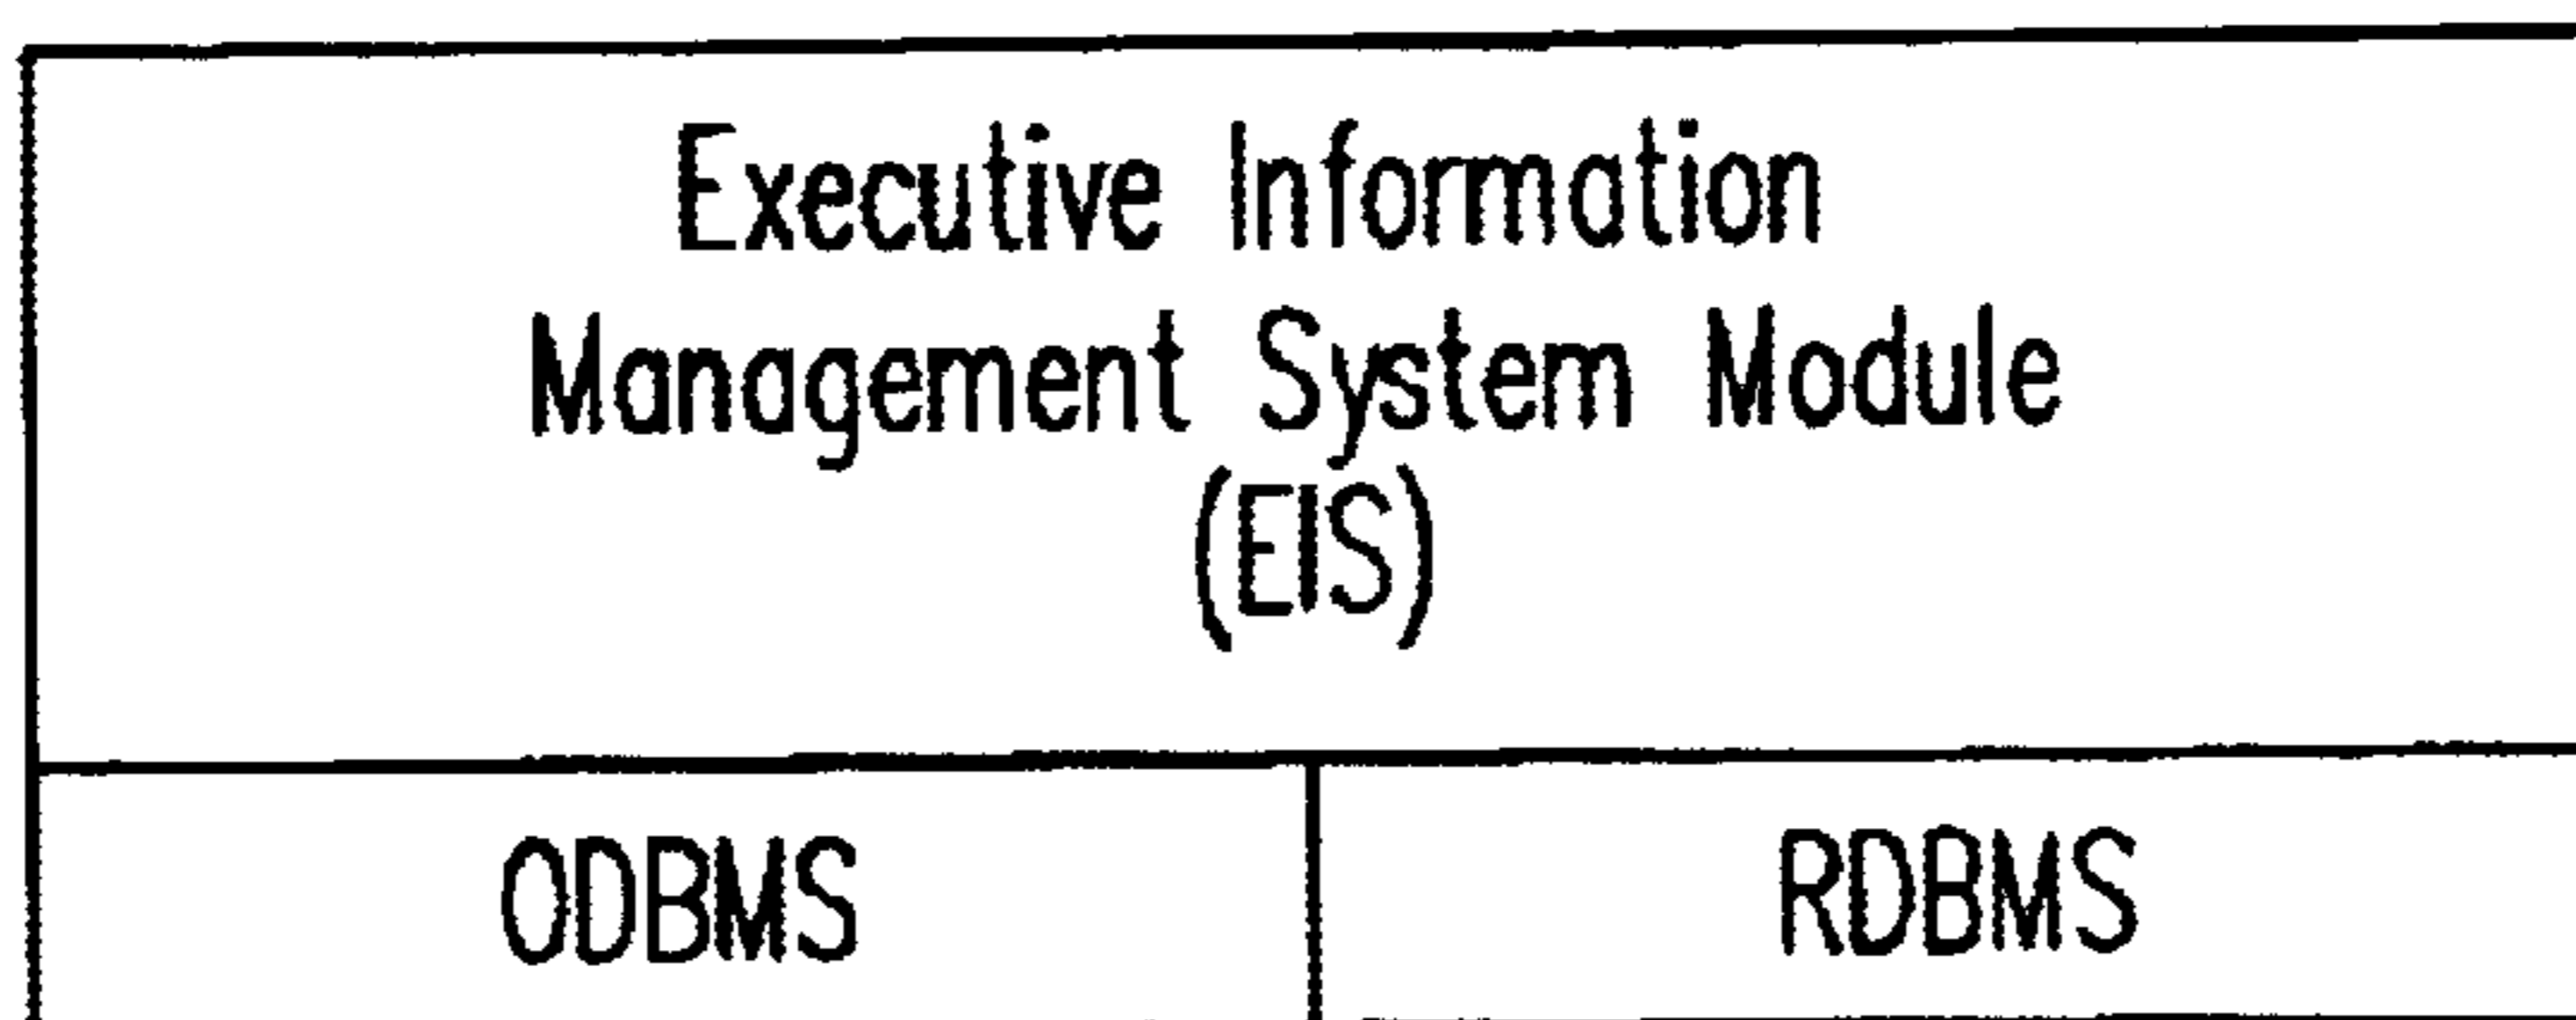 Executive Information
Management System Module
(EIS)
ODBMS
RDBMS